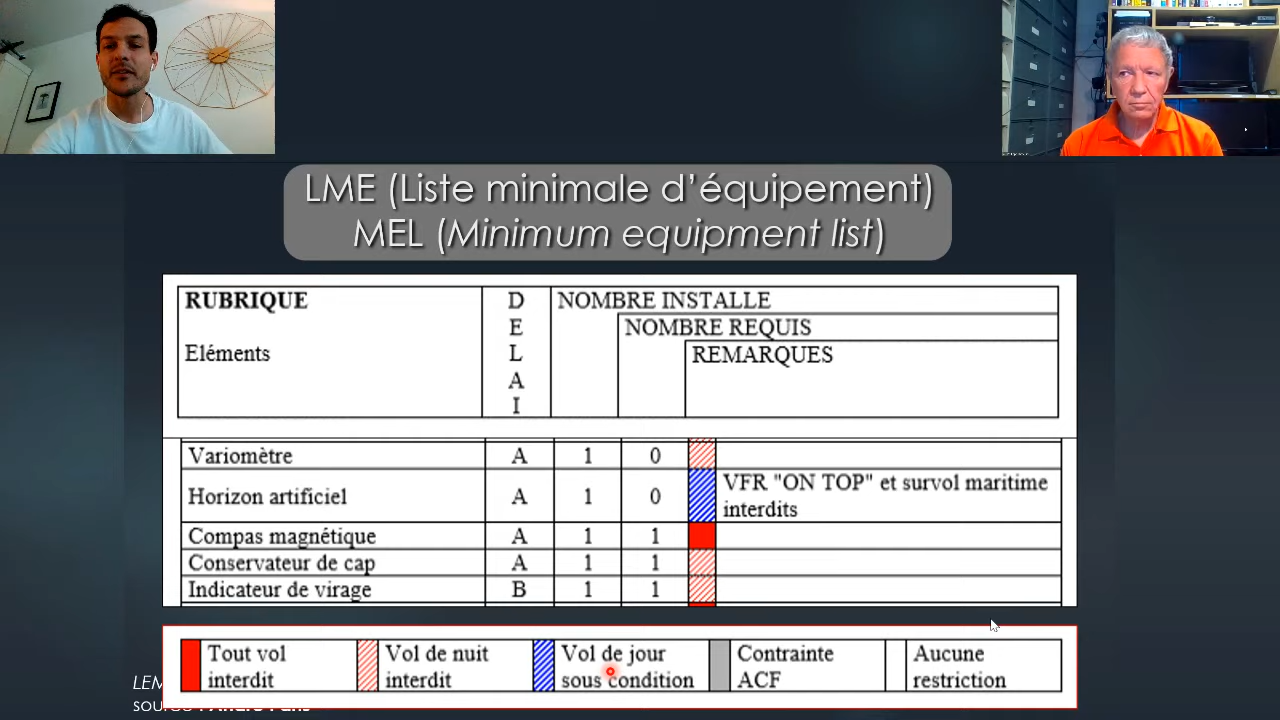 LME (Liste minimale d'équipement)
MEL (Minimum equipment list)
RUBRIQUE
Eléments
D
E
L
A
I
NOMBRE INSTALLE
NOMBRE REQUIS
REMARQUES
Variomètre A 1 0
Horizon artificiel A 1 0 VFR "ON TOP" et survol maritime
interdits
Compas magnétique A 1 1
Conservateur de cap A 1 1
Indicateur de virage B 1 1
Tout vol
interdit
Vol de nuit
interdit
Vol de jour
sous condition
Contrainte
ACF
Aucune
restriction